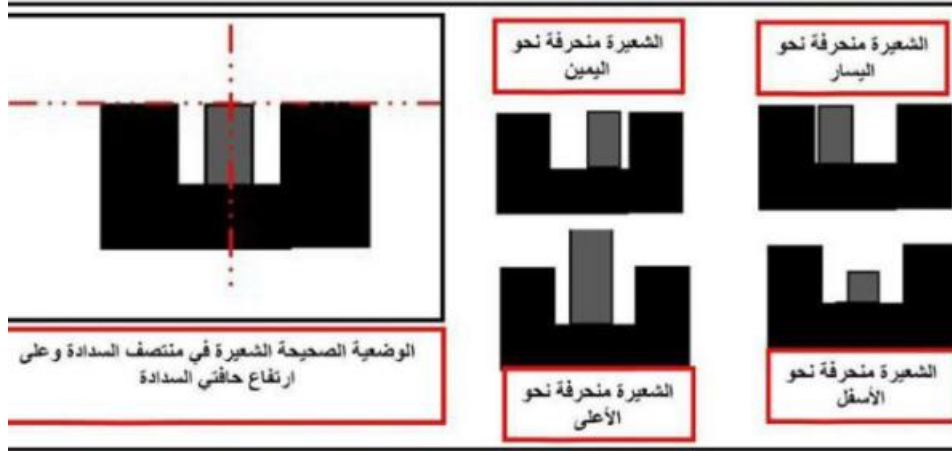 الشعيرة منحرفة نحو
اليسار
الشعيرة منحرفة نحو
اليمين
الشعيرة منحرفة نحو
الأسفل
الشعيرة منحرفة نحو
الأعلى
الوضعية الصحيحة الشعيرة في منتصف السدادة وعلى
ارتفاع حافتي السدادة